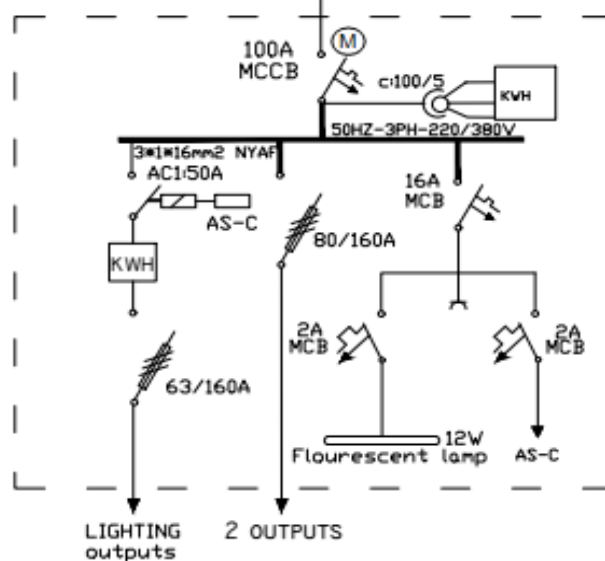 M
100A
MCCB
c:100/5
KWH
50HZ-3PH-220/380V
3*1*16mm2 NYAF
AC1:50A
AS-C
16A
MCB
KWH
80/160A
2A
MCB
2A
MCB
63/160A
12W
Flourescent lamp
AS-C
LIGHTING
outputs
2 OUTPUTS